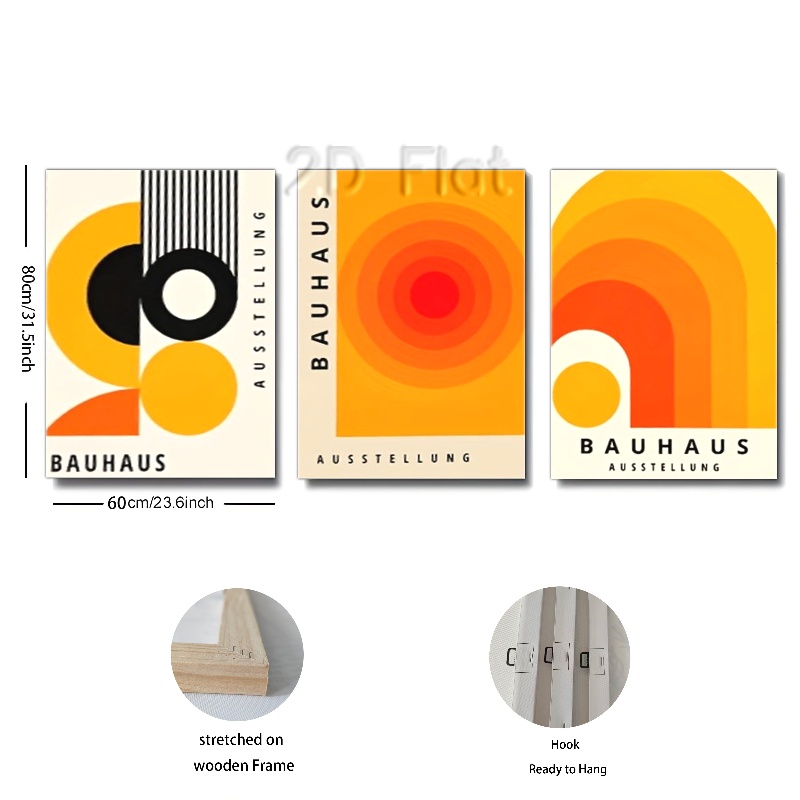 2D Flat
AUSSTELLUNG
BAUHAUS
BAUHAUS
AUSSTELLUNG
BAUHAUS
AUSSTELLUNG
80cm/31.5inch
60cm/23.6inch
stretched on
wooden Frame
Hook
Ready to Hang